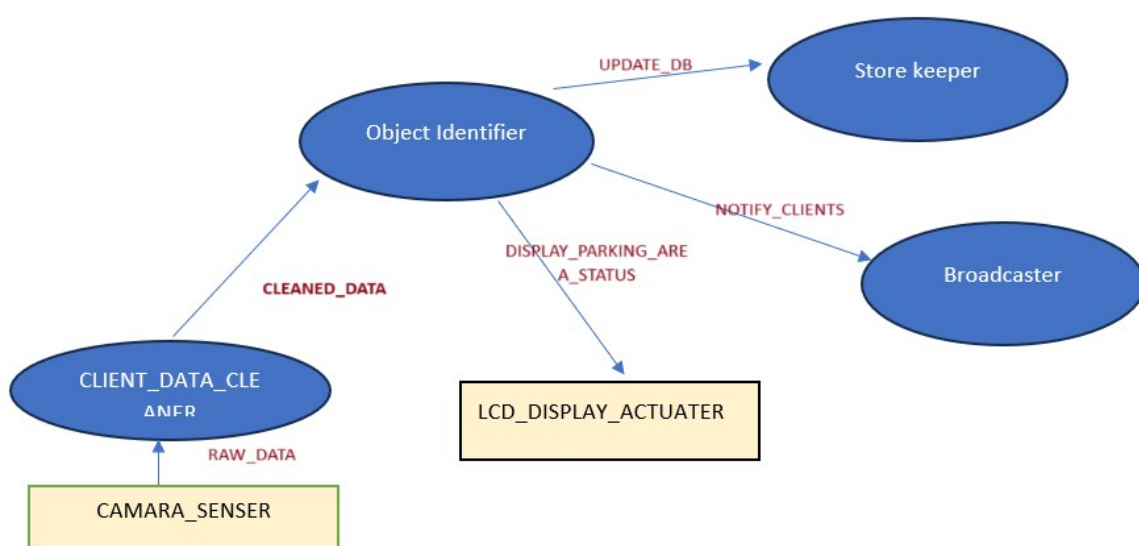 UPDATE_DB
Store keeper
Object Identifier
NOTIFY_CLIENTS
DISPLAY_PARKING_ARE
A_STATUS
Broadcaster
CLEANED_DATA
CLIENT_DATA_CLE
ANER
LCD_DISPLAY_ACTUATER
RAW_DATA
CAMARA_SENSER